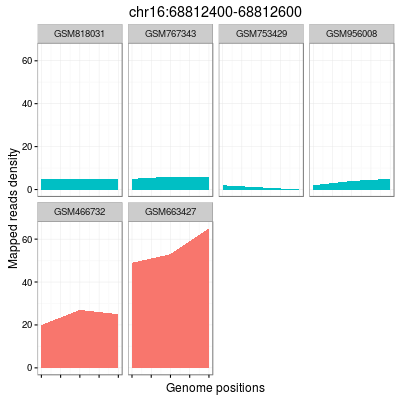 chr16:68812400-68812600
GSM818031 GSM767343 GSM753429 GSM956008
60
40
20
0
Mapped reads density
GSM466732 GSM663427
60
40
20
0
Genome positions